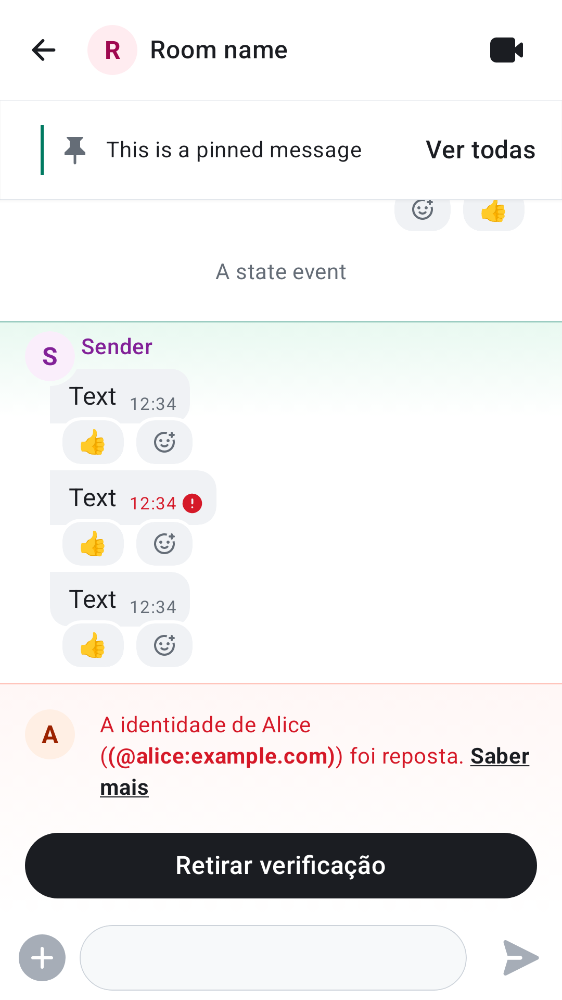 R
Room name
This is a pinned message
Ver todas
A state event
S
Sender
Text 12:34
Text 12:34
Text 12:34
A
A identidade de Alice
((@alice:example.com)) foi reposta. Saber
mais
Retirar verificação